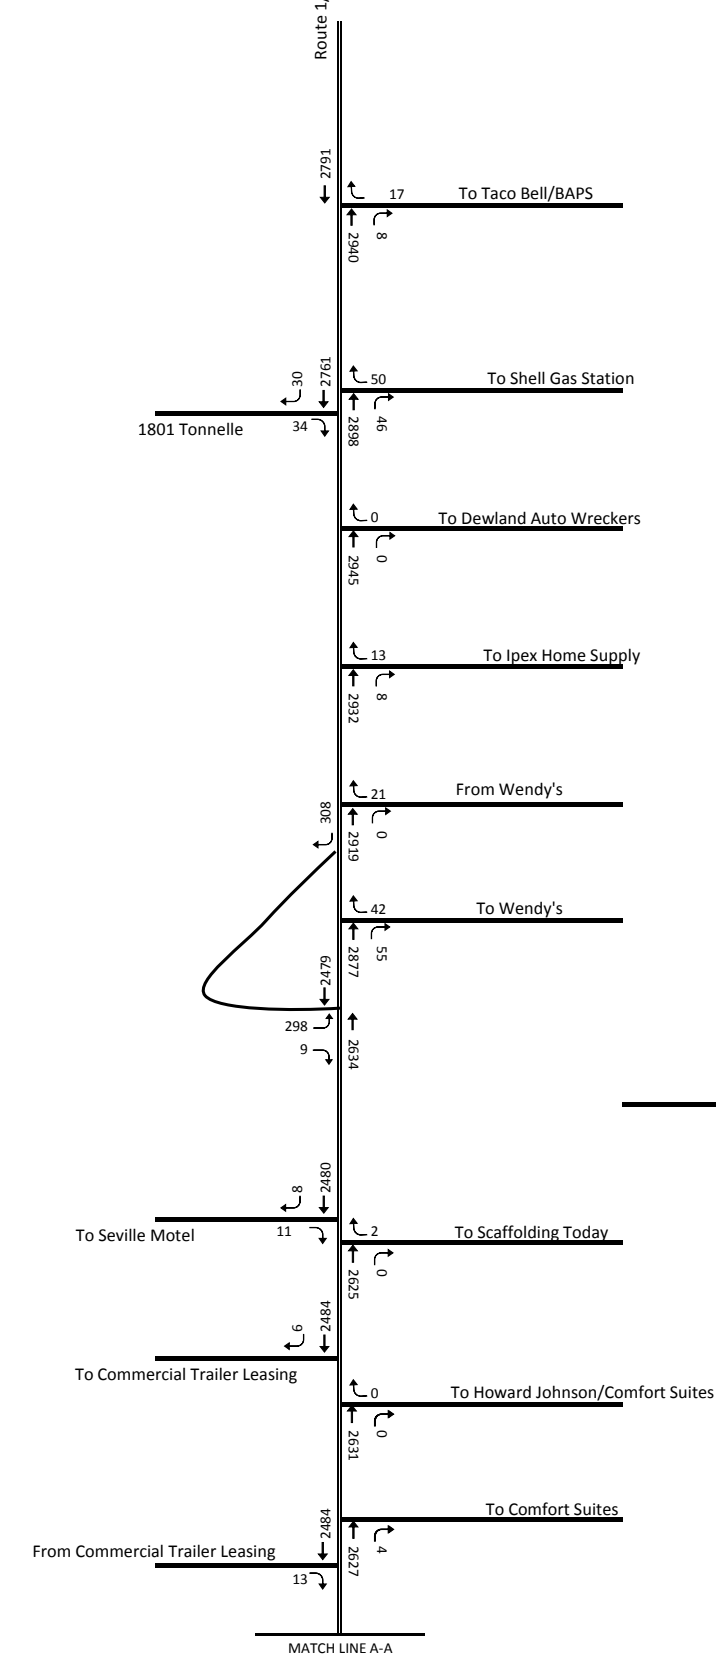 Route 1/
2791
17
To Taco Bell/BAPS
2940
8
30
2761
50
To Shell Gas Station
1801 Tonnelle
34
2898
46
0
To Dewland Auto Wreckers
2945
0
13
To Ipex Home Supply
2932
8
21
From Wendy's
308
2919
0
42
To Wendy's
2479
2877
55
298
9
2634
8
2480
To Seville Motel
11
2
To Scaffolding Today
2625
0
6
2484
To Commercial Trailer Leasing
0
To Howard Johnson/Comfort Suites
2631
0
To Comfort Suites
2484
2627
4
From Commercial Trailer Leasing
13
MATCH LINE A-A